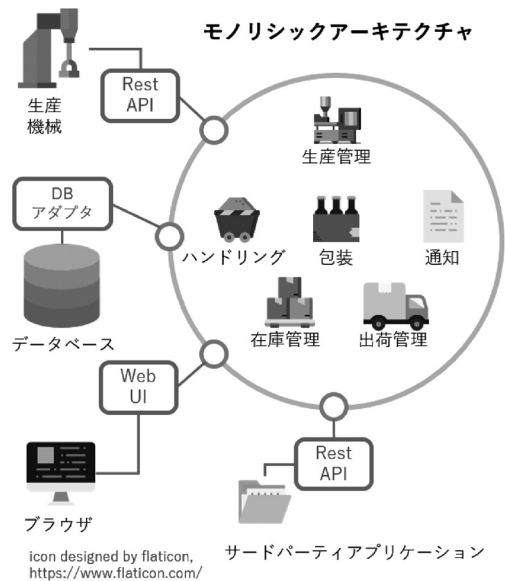 モノリシックアーキテクチャ
Rest
API
生産
機械
生産管理
DB
アダプタ
ハンドリング
包装
通知
データベース
在庫管理
出荷管理
Web
UI
Rest
API
ブラウザ
サードパーティアプリケーション
icon designed by flaticon,
https://www.flaticon.com/